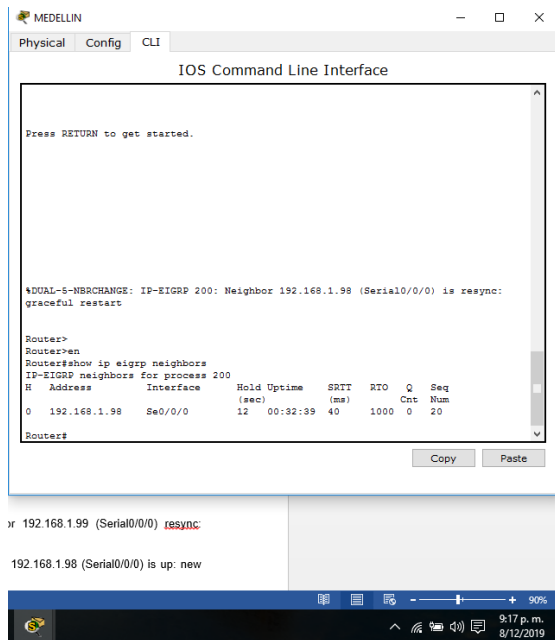 MEDELLIN
Physical Config CLI
IOS Command Line Interface
Press RETURN to get started.
%DUAL-5-NBRCHANGE: IP-EIGRP 200: Neighbor 192.168.1.98 (Serial0/0/0) is resync:
graceful restart
Router>
Router>en
Router#show ip eigrp neighbors
IP-EIGRP neighbors for process 200
H Address Interface Hold Uptime SRTT RTO Q Seq
(sec) (ms) Cnt Num
0 192.168.1.98 Se0/0/0 12 00:32:39 40 1000 0 20
Router#
Copy Paste
or 192.168.1.99 (Serial0/0/0) resync:
192.168.1.98 (Serial0/0/0) is up: new
90%
9:17 p. m.
8/12/2019